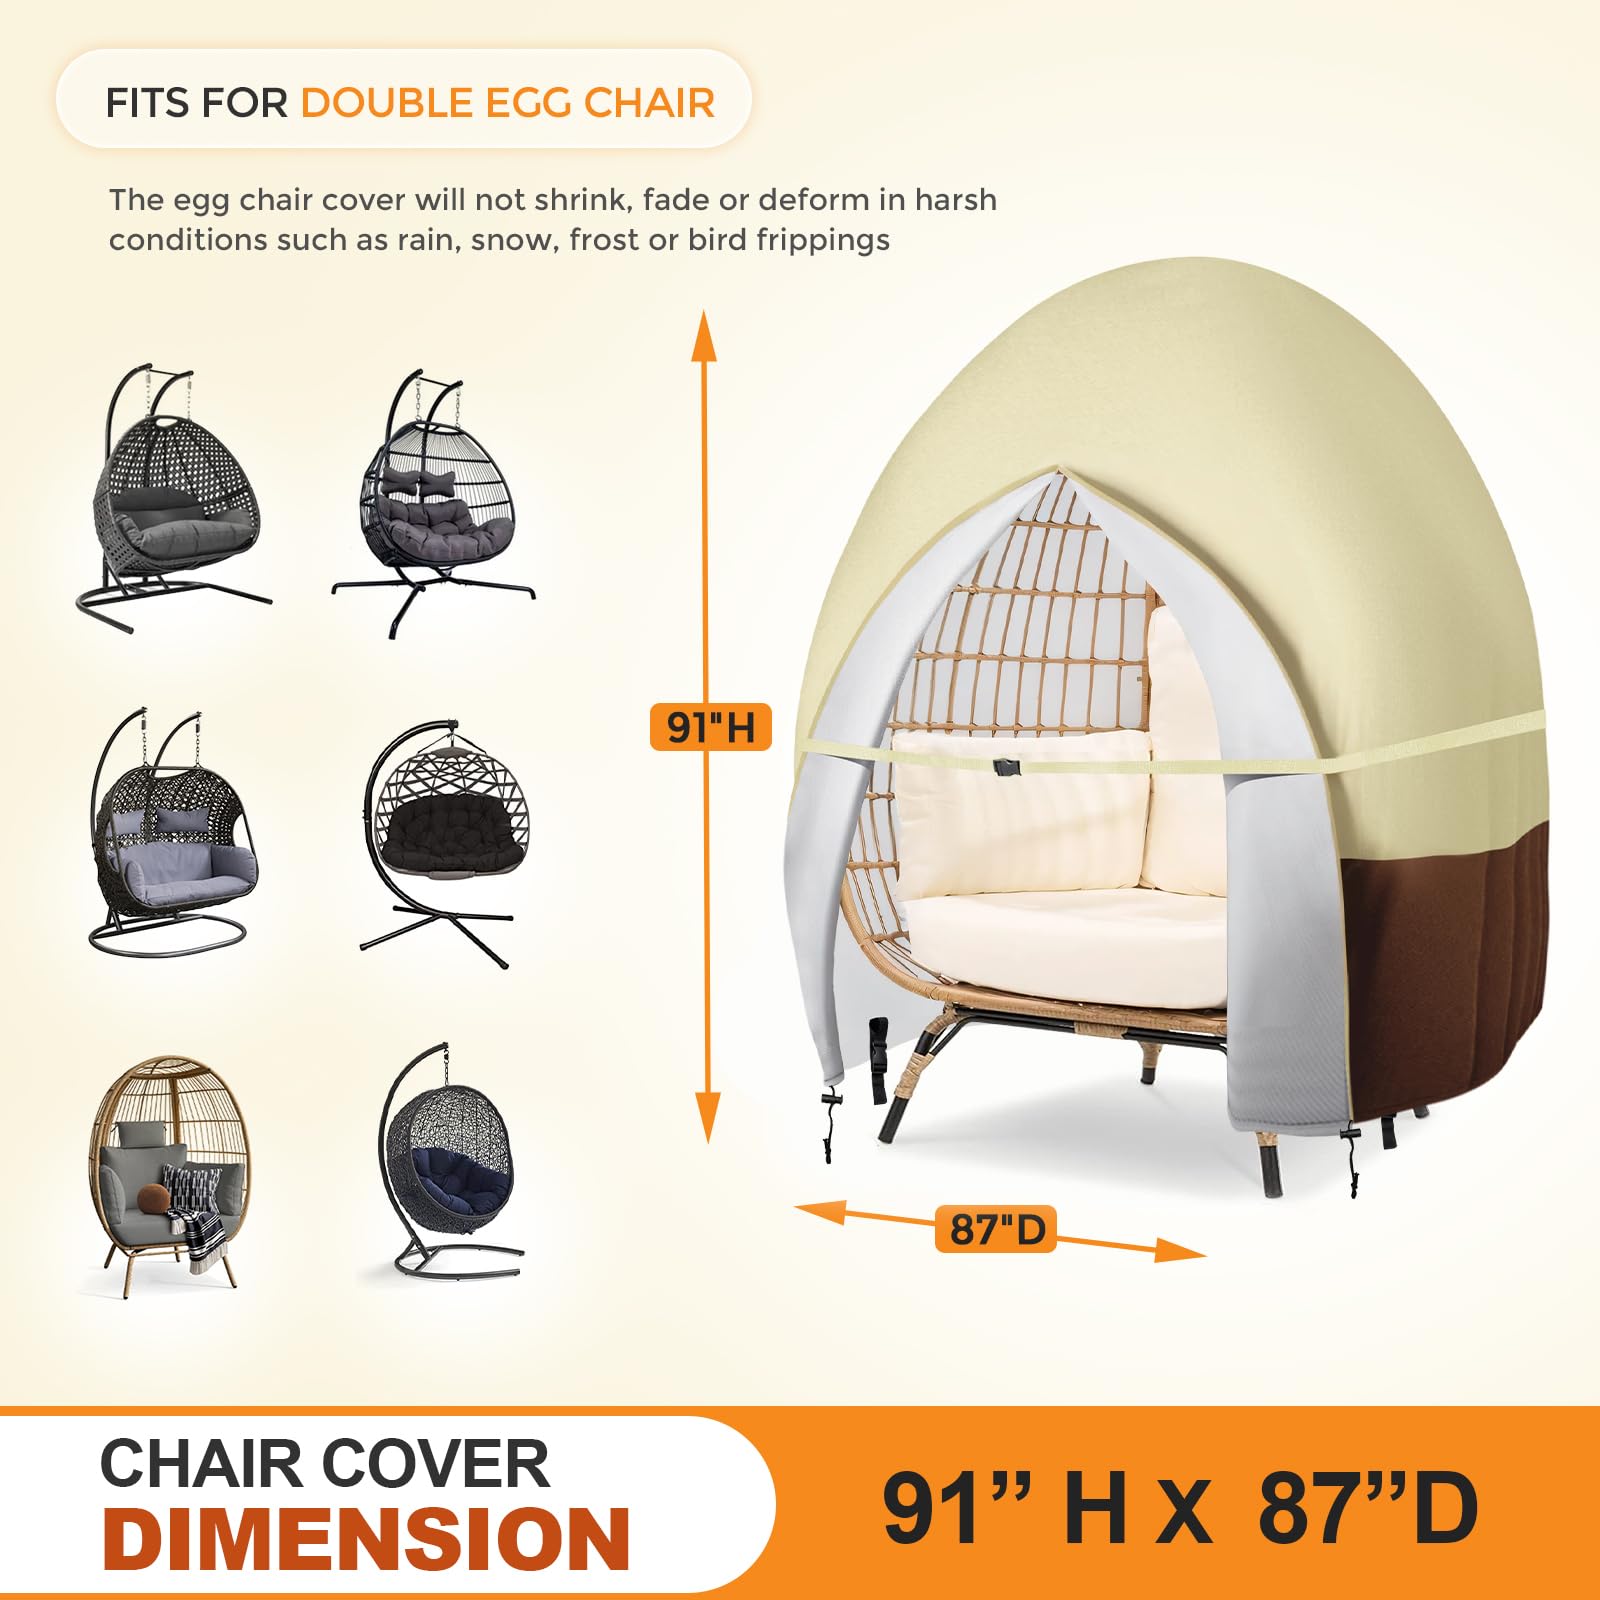 FITS FOR DOUBLE EGG CHAIR
The egg chair cover will not shrink, fade or deform in harsh
conditions such as rain, snow, frost or bird frippings
91"H
87"D
CHAIR COVER
DIMENSION
91” H x 87”D